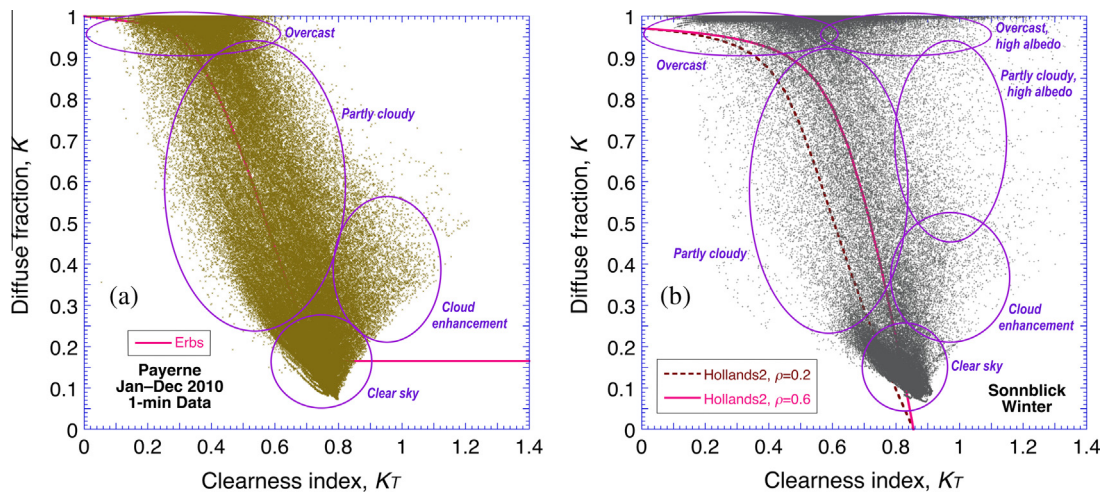 1
0.9
0.8
0.7
0.6
0.5
0.4
0.3
0.2
0.1
0
Diffuse fraction, K
Overcast
Partly cloudy
Cloud
enhancement
Clear sky
(a)
Erbs
Payerne
Jan–Dec 2010
1-min Data
0 0.2 0.4 0.6 0.8 1 1.2 1.4
Clearness index, KT
1
0.9
0.8
0.7
0.6
0.5
0.4
0.3
0.2
0.1
0
Diffuse fraction, K
Overcast
Overcast,
high albedo
Partly cloudy,
high albedo
Partly cloudy
Cloud
enhancement
Clear sky
(b)
Hollands2, ρ=0.2
Hollands2, ρ=0.6
Sonnblick
Winter
0 0.2 0.4 0.6 0.8 1 1.2 1.4
Clearness index, KT